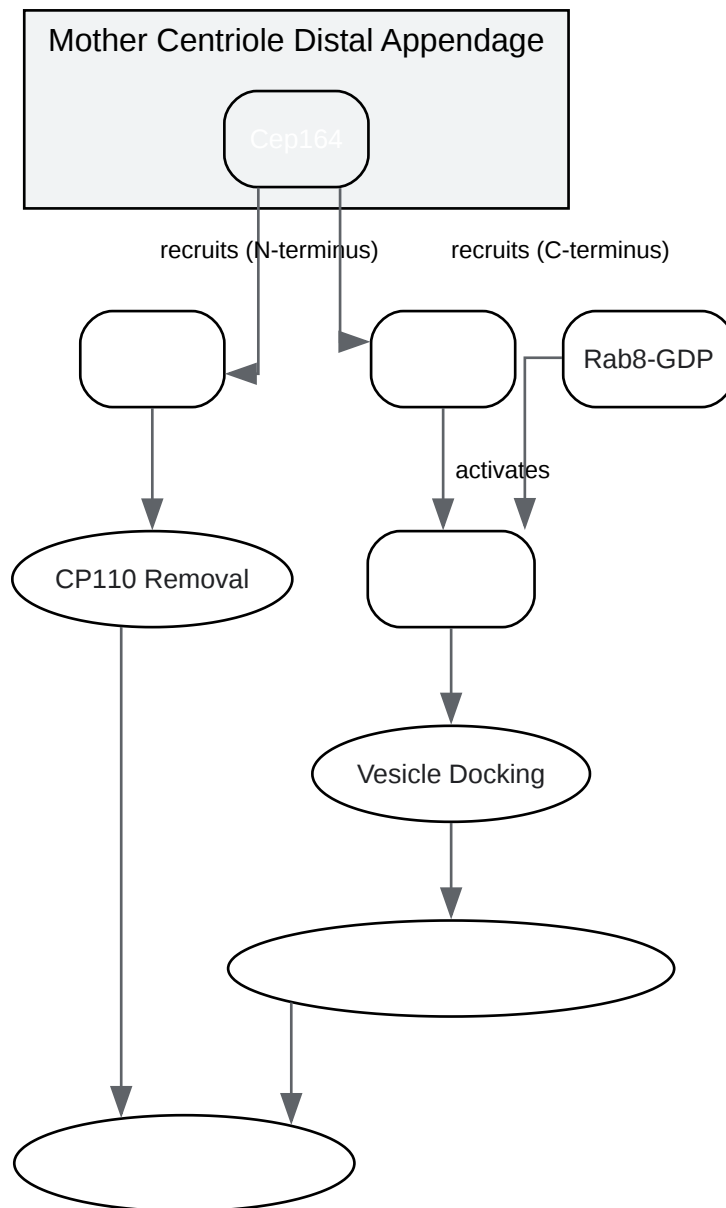 Mother Centriole Distal Appendage
Cep164
recruits (N-terminus)
recruits (C-terminus)
Rab8-GDP
activates
CP110 Removal
Vesicle Docking